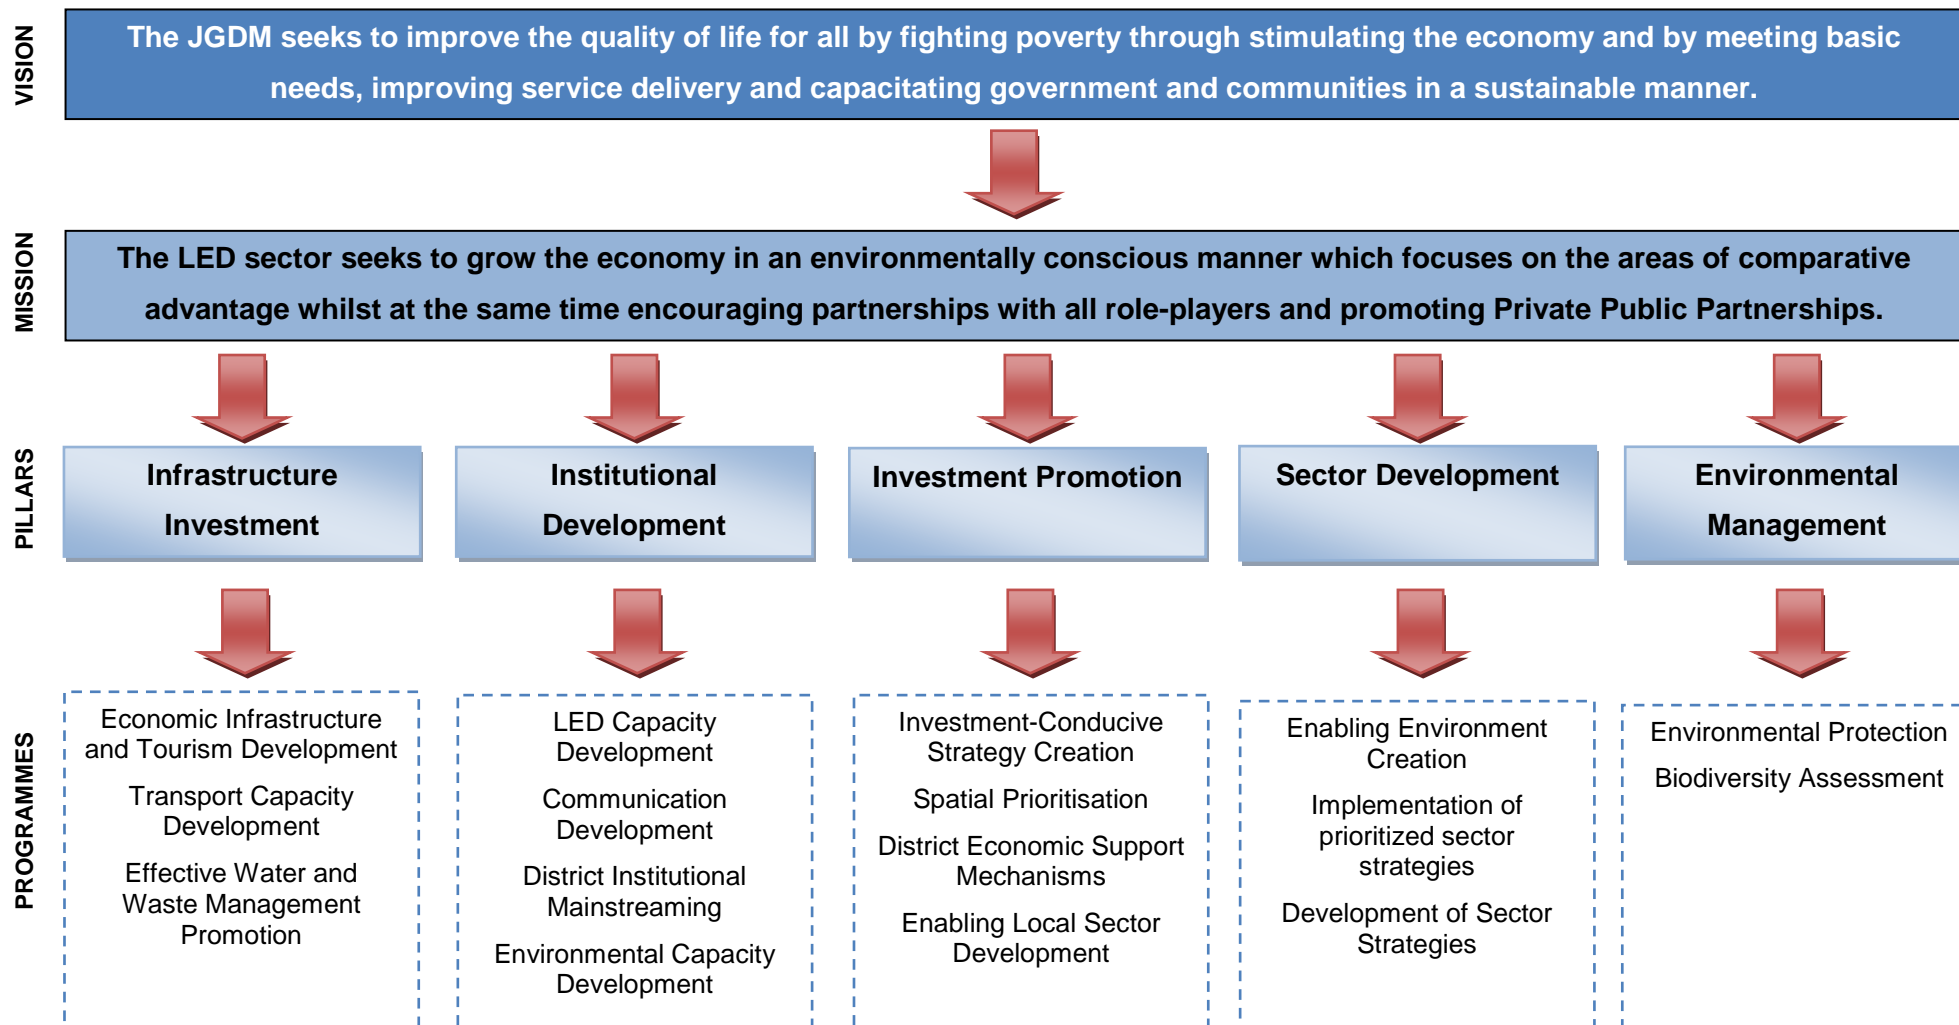 VISION
The JGDM seeks to improve the quality of life for all by fighting poverty through stimulating the economy and by meeting basic
needs, improving service delivery and capacitating government and communities in a sustainable manner.
MISSION
The LED sector seeks to grow the economy in an environmentally conscious manner which focuses on the areas of comparative
advantage whilst at the same time encouraging partnerships with all role-players and promoting Private Public Partnerships.
PILLARS
Infrastructure
Investment
Institutional
Development
Investment Promotion
Sector Development
Environmental
Management
PROGRAMMES
Economic Infrastructure
and Tourism Development
Transport Capacity
Development
Effective Water and
Waste Management
Promotion
LED Capacity
Development
Communication
Development
District Institutional
Mainstreaming
Environmental Capacity
Development
Investment-Conducive
Strategy Creation
Spatial Prioritisation
District Economic Support
Mechanisms
Enabling Local Sector
Development
Enabling Environment
Creation
Implementation of
prioritized sector
strategies
Development of Sector
Strategies
Environmental Protection
Biodiversity Assessment